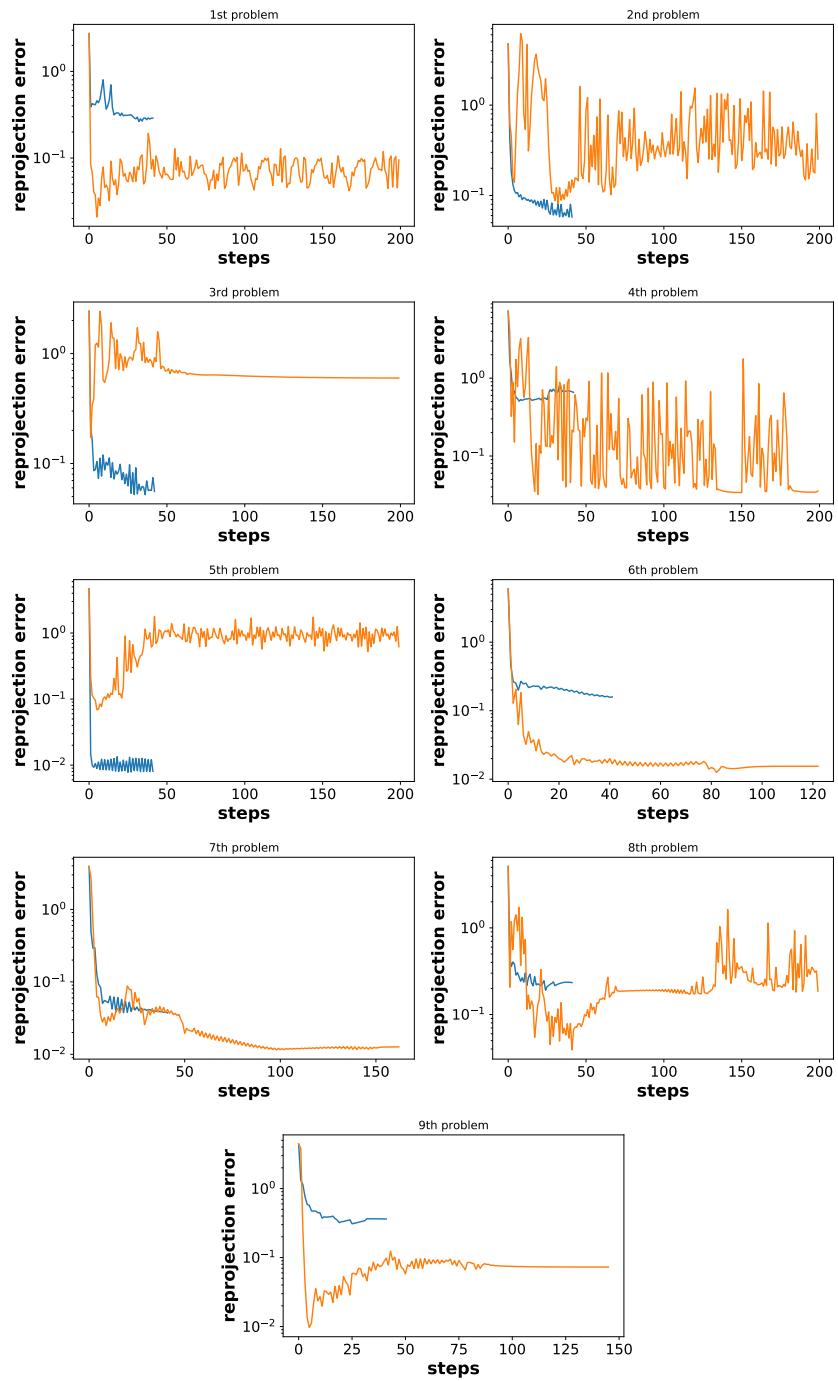 1st problem
reprojection error
10⁰
10⁻¹
0 50 100 150 200
steps
2nd problem
reprojection error
10⁰
10⁻¹
0 50 100 150 200
steps
3rd problem
reprojection error
10⁰
10⁻¹
0 50 100 150 200
steps
4th problem
reprojection error
10⁰
10⁻¹
0 50 100 150 200
steps
5th problem
reprojection error
10⁰
10⁻¹
10⁻²
0 50 100 150 200
steps
6th problem
reprojection error
10⁰
10⁻¹
10⁻²
0 20 40 60 80 100 120
steps
7th problem
reprojection error
10⁰
10⁻¹
10⁻²
0 50 100 150
steps
8th problem
reprojection error
10⁰
10⁻¹
0 50 100 150 200
steps
9th problem
reprojection error
10⁰
10⁻¹
10⁻²
0 25 50 75 100 125 150
steps